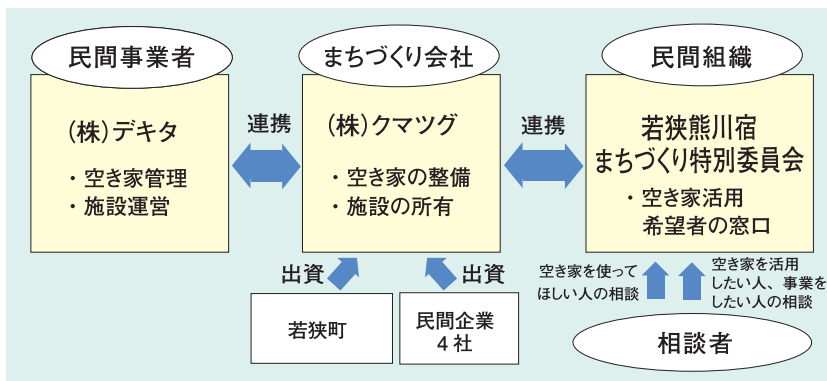 民間事業者
(株)デキタ
・空き家管理
・施設運営
連携
まちづくり会社
(株)クマツグ
・空き家の整備
・施設の所有
連携
民間組織
若狭熊川宿
まちづくり特別委員会
・空き家活用
希望者の窓口
出資
若狭町
出資
民間企業
4社
空き家を使って
ほしい人の相談
空き家を活用
したい人、事業を
したい人の相談
相談者